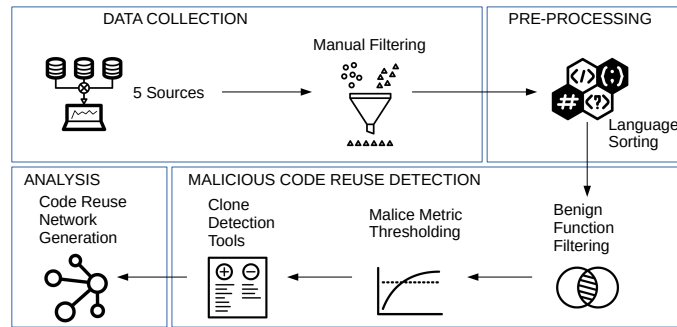 DATA COLLECTION
PRE-PROCESSING
Manual Filtering
5 Sources
</>
{;}
#
<?>
Language
Sorting
ANALYSIS
MALICIOUS CODE REUSE DETECTION
Code Reuse
Network
Generation
Clone
Detection
Tools
Malice Metric
Thresholding
Benign
Function
Filtering